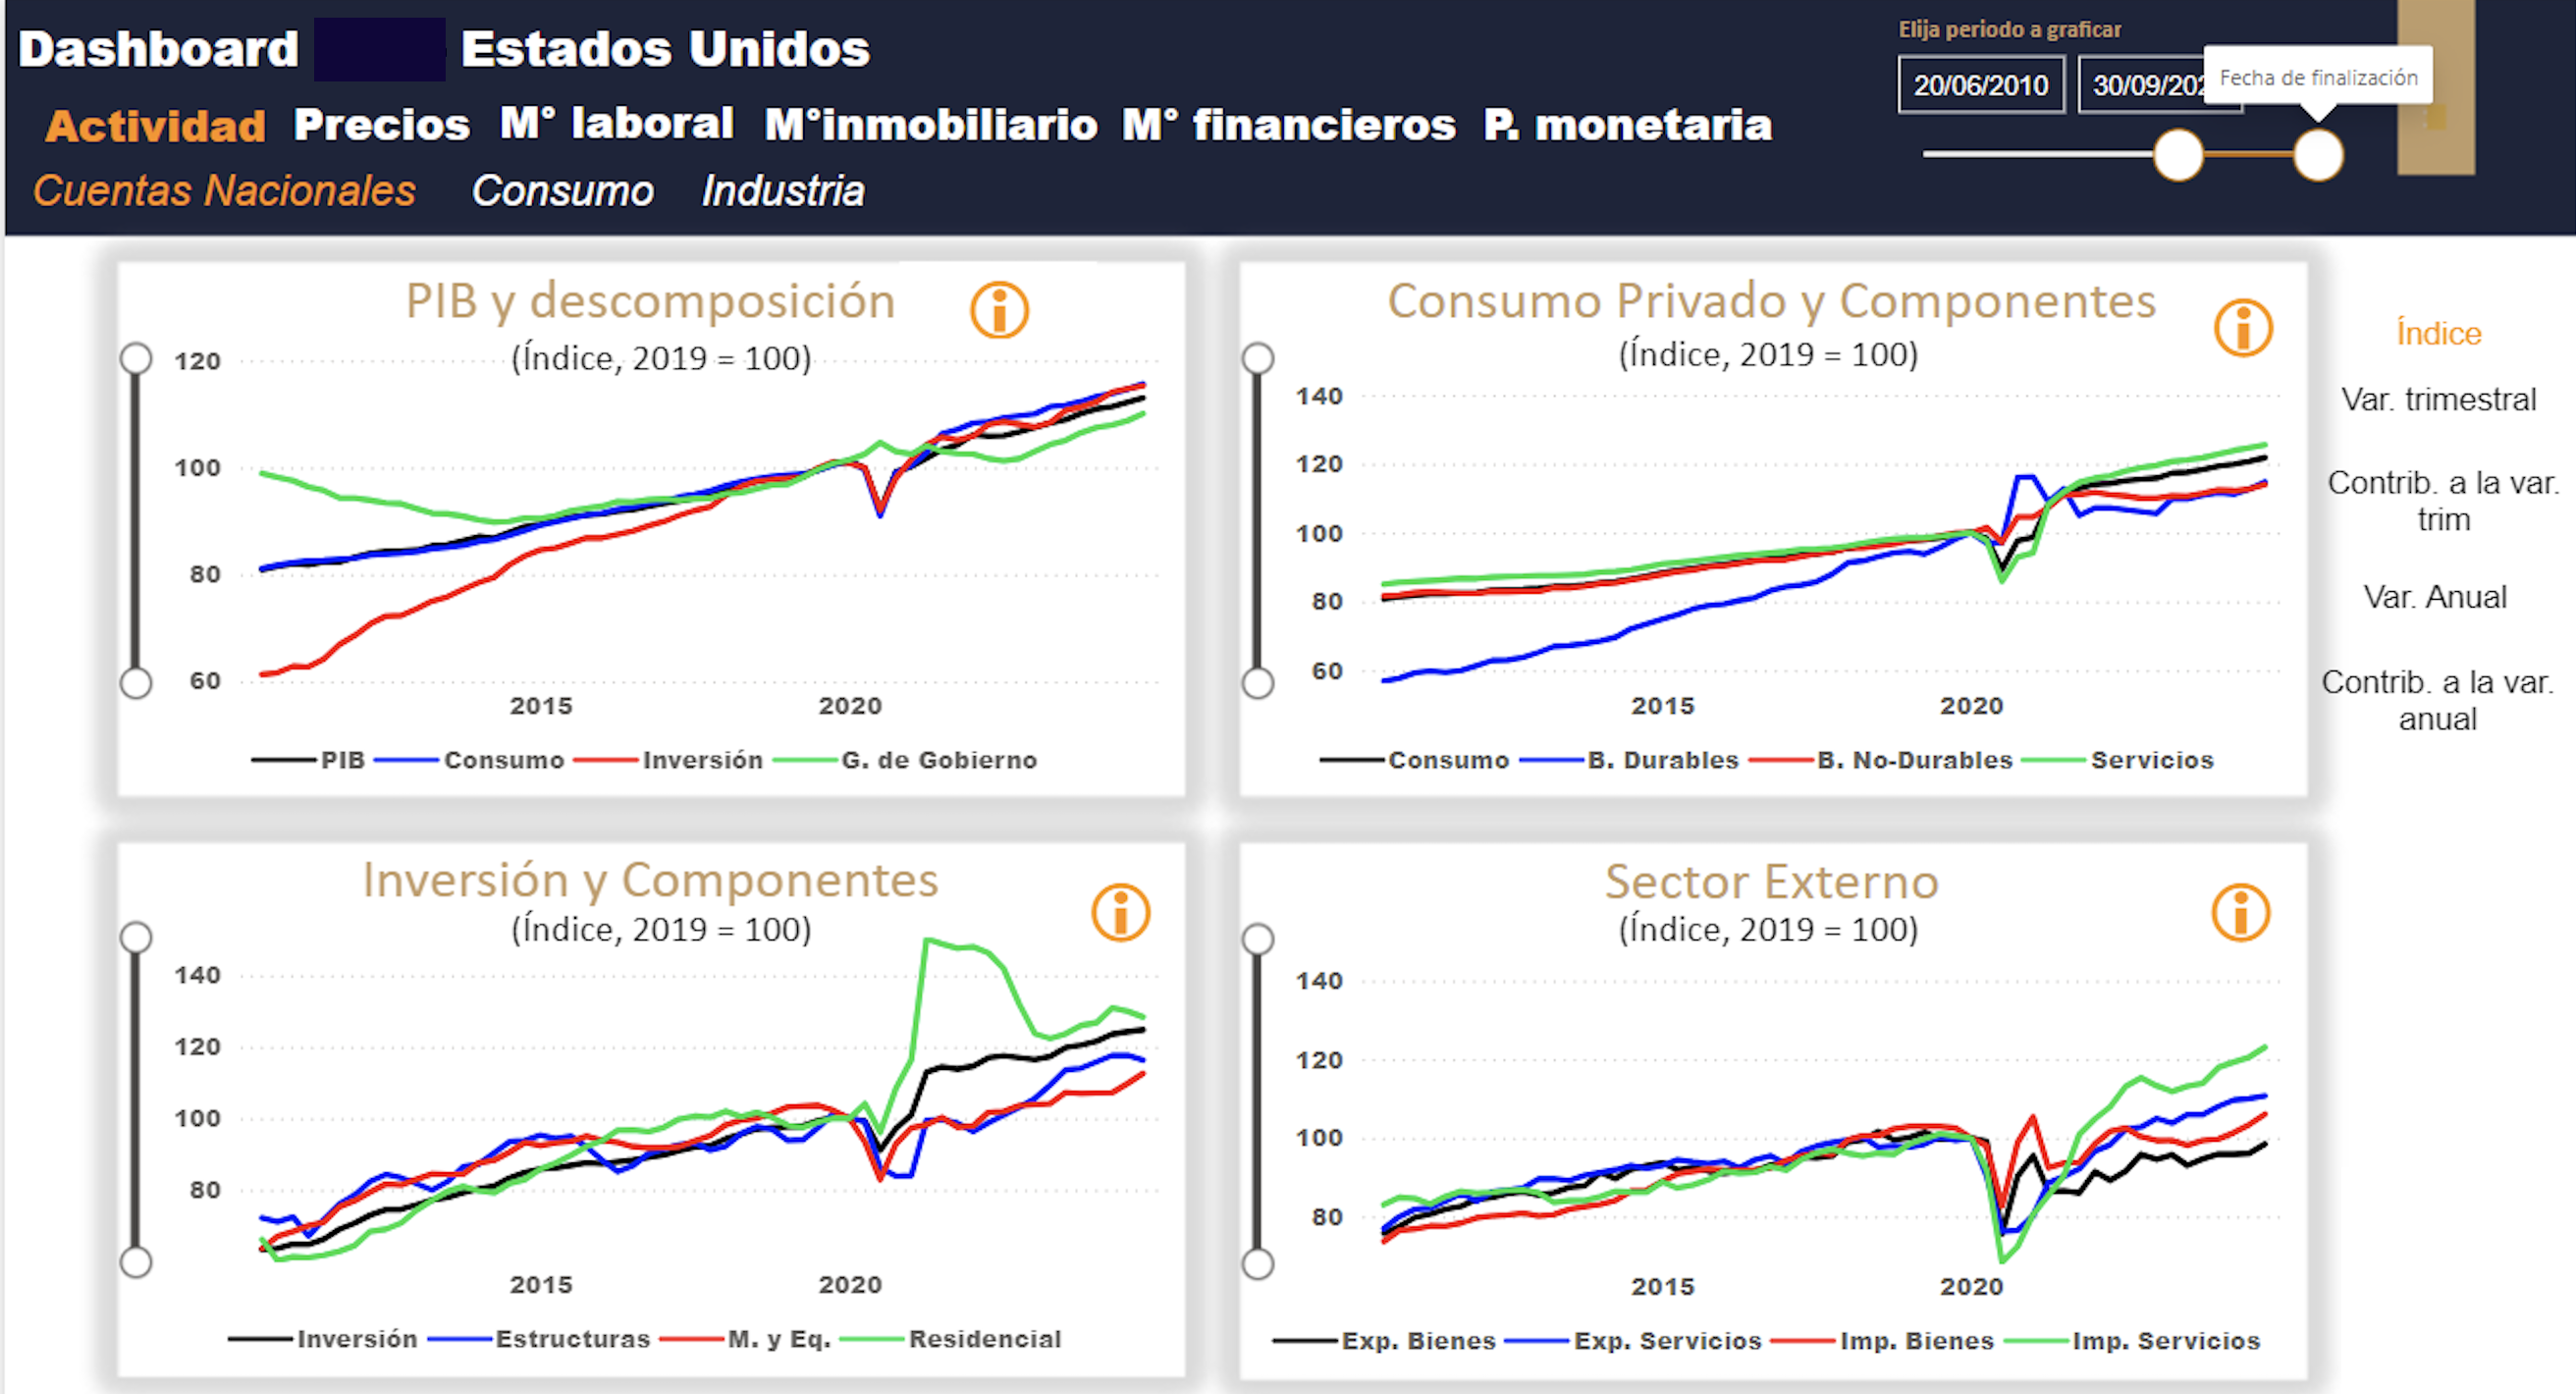 Dashboard Estados Unidos
Elija periodo a graficar
20/06/2010
Fecha de finalización
Actividad Precios M° laboral M°inmobiliario M° financieros P. monetaria
Cuentas Nacionales Consumo Industria
PIB y descomposición
(Índice, 2019 = 100)
120
100
80
60
2015 2020
PIB Consumo Inversión G. de Gobierno
Consumo Privado y Componentes
(Índice, 2019 = 100)
140
120
100
80
60
2015 2020
Consumo B. Durables B. No-Durables Servicios
Índice
Var. trimestral
Contrib. a la var.
trim
Var. Anual
Contrib. a la var.
anual
Inversión y Componentes
(Índice, 2019 = 100)
140
120
100
80
2015 2020
Inversión Estructuras M. y Eq. Residencial
Sector Externo
(Índice, 2019 = 100)
140
120
100
80
2015 2020
Exp. Bienes Exp. Servicios Imp. Bienes Imp. Servicios